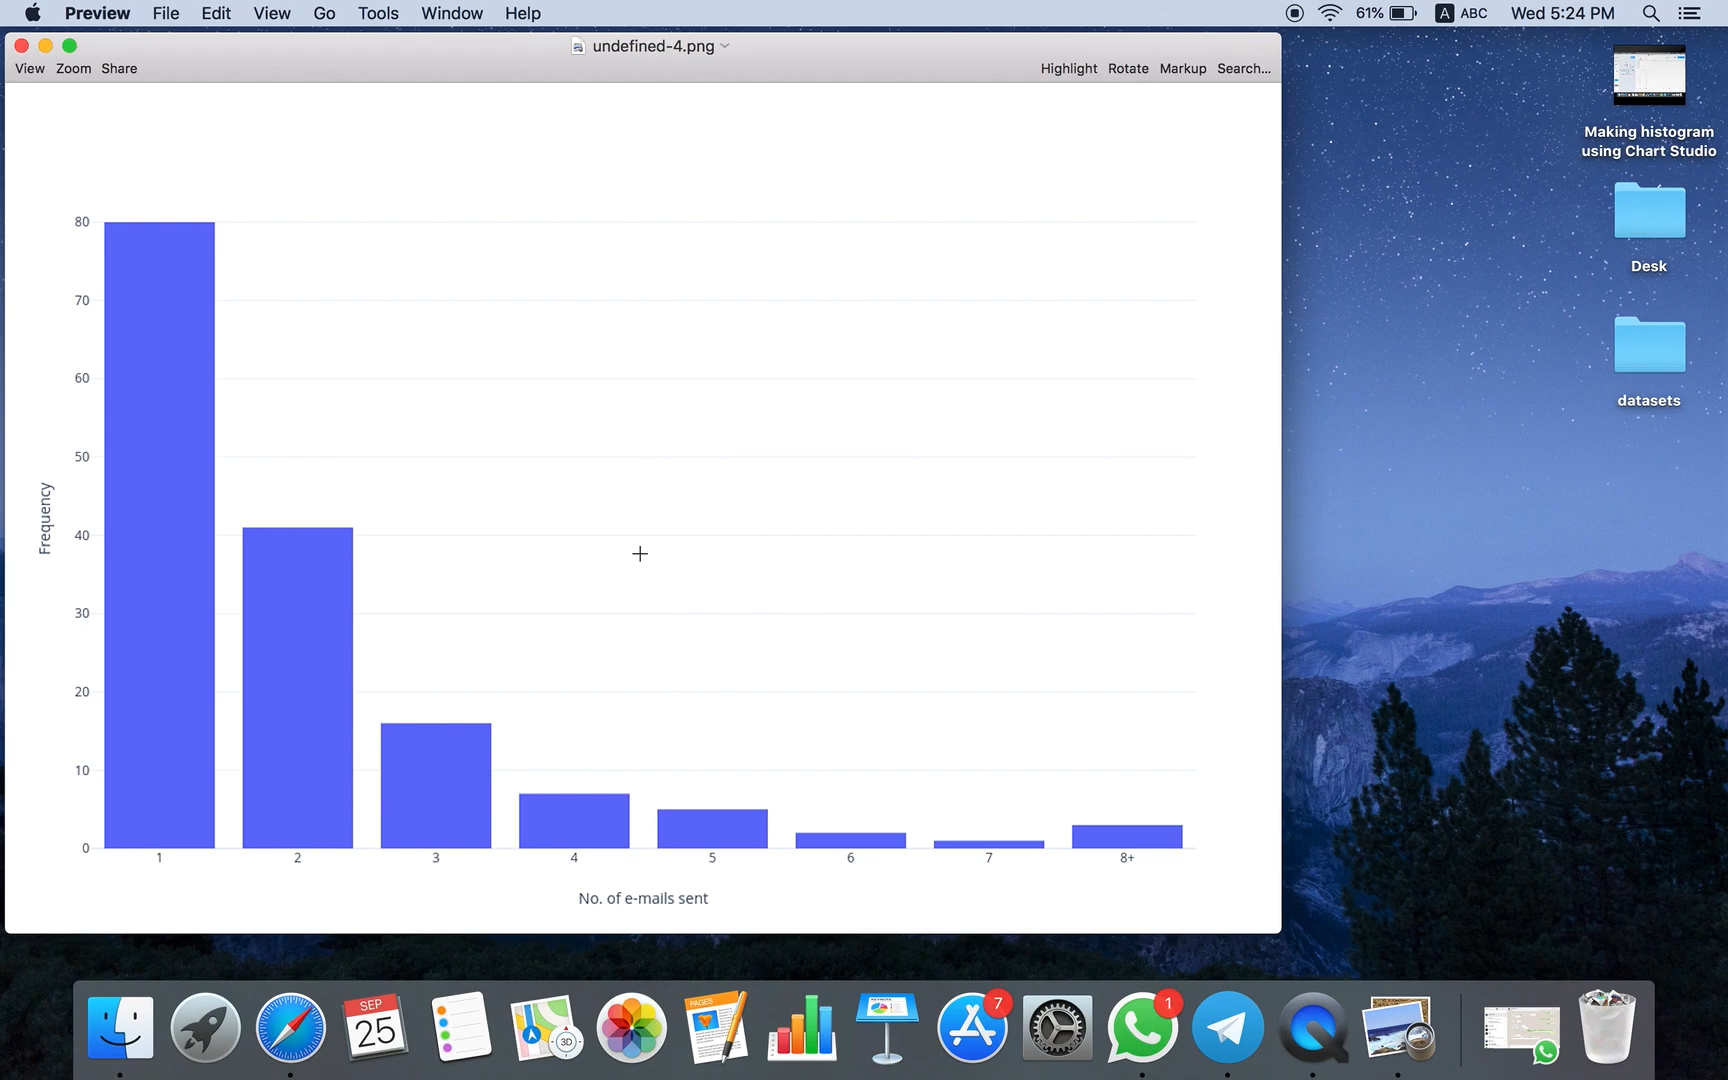 Preview File Edit View Go Tools Window Help 61% A ABC Wed 5:24 PM
undefined-4.png
View Zoom Share Highlight Rotate Markup Search...
80
70
60
50
40
30
20
10
0
Frequency
1 2 3 4 5 6 7 8+
No. of e-mails sent
Making histogram
using Chart Studio
Desk
datasets
SEP
25
3D
PAGES
KEYNOTE
7
1